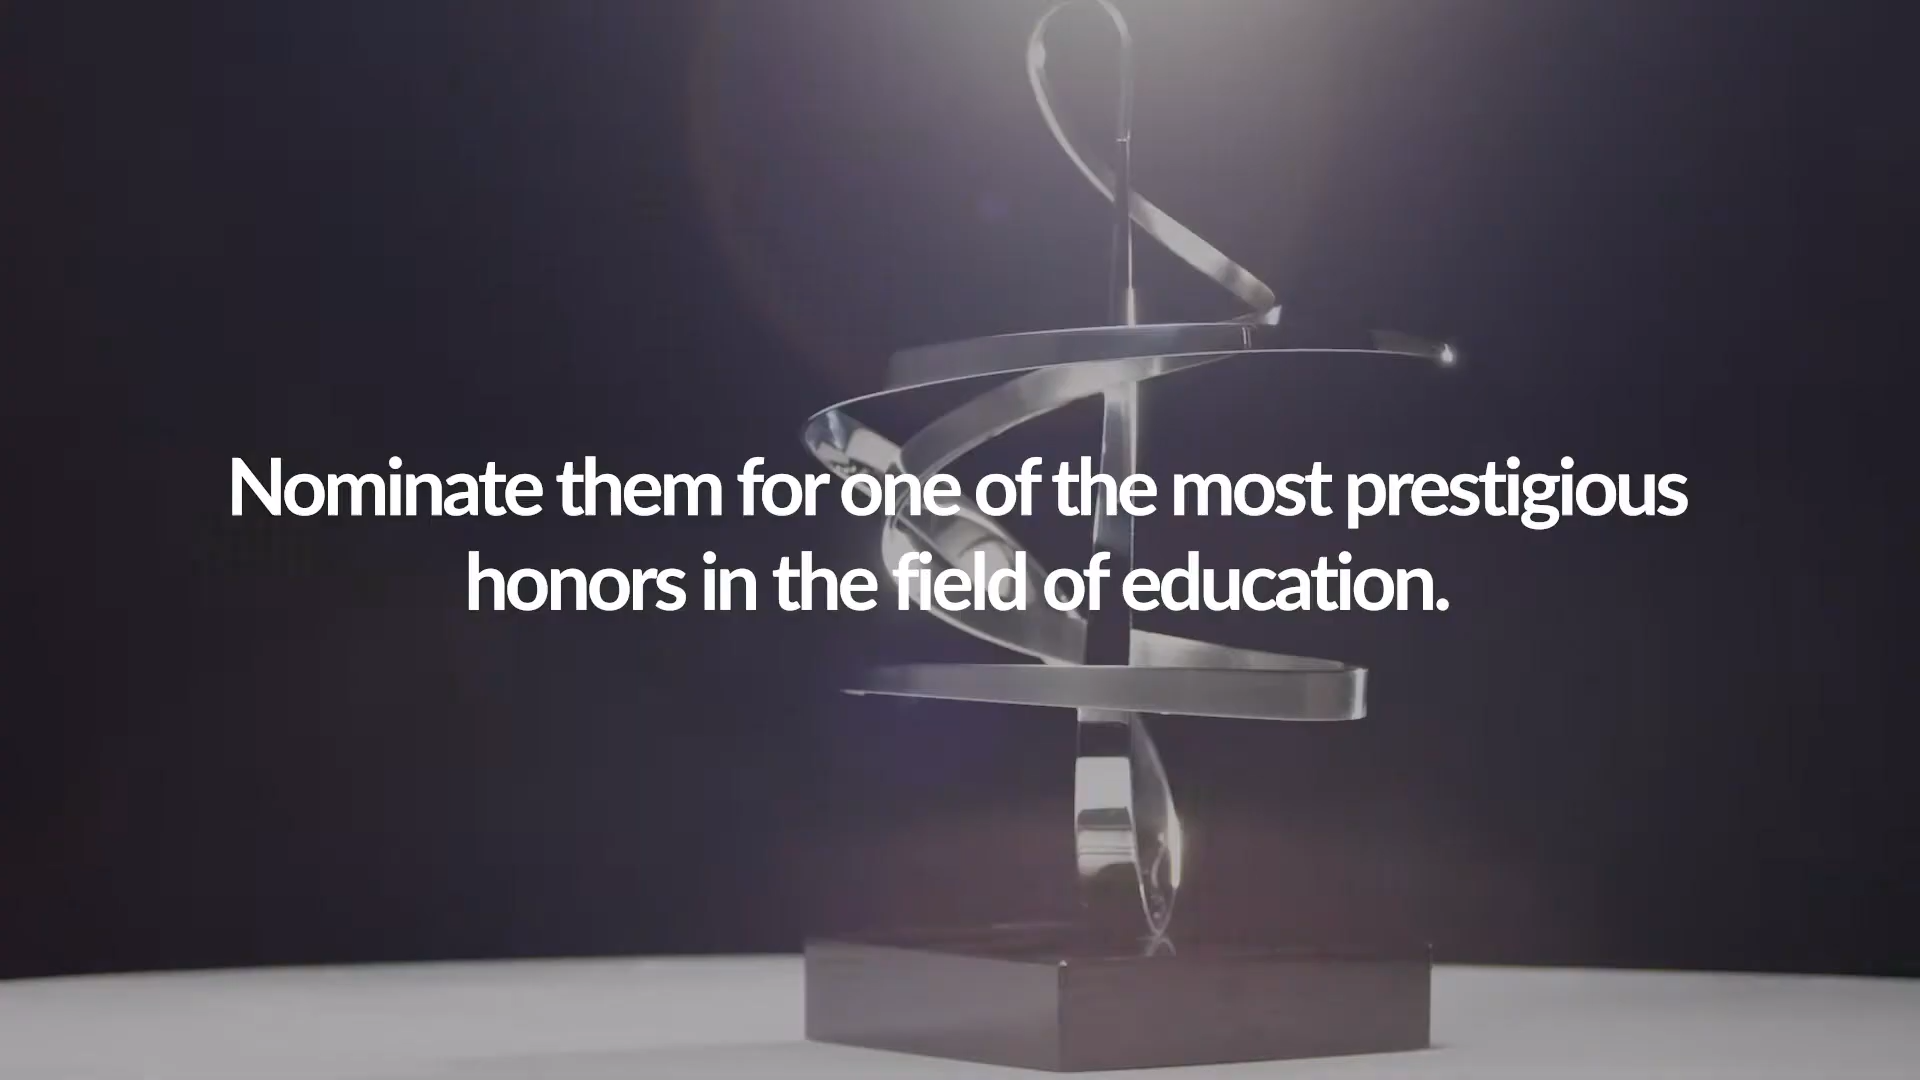 Nominate them for one of the most prestigious
honors in the field of education.